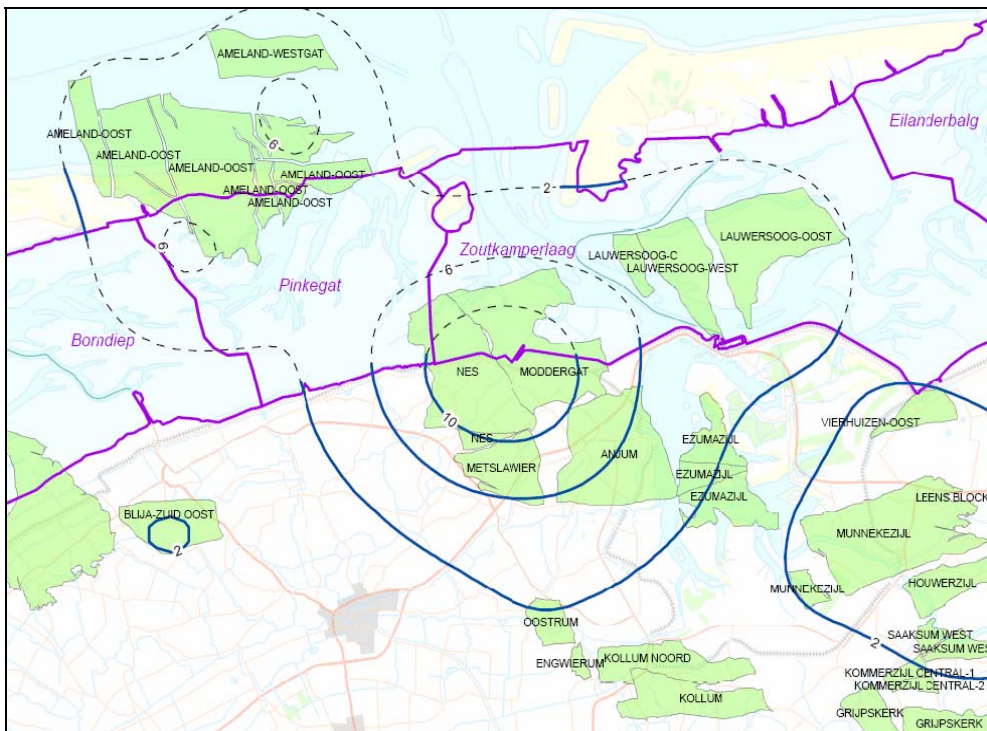 AMELAND-WESTGAT
AMELAND-OOST
6
AMELAND-OOST
AMELAND-OOST
AMELAND-OOST
AMELAND-OOST
AMELAND-OOST
Eilanderbalg
2
6
Zoutkamperlaag
LAUWERSOOG-OOST
LAUWERSOOG-C
LAUWERSOOG-WEST
6
Pinkegat
Borndiep
NES
MODDERGAT
10
VIERHUIZEN-OOST
NES
EZUMAZIJL
METSLAWIER
ANJUM
EZUMAZIJL
EZUMAZIJL
LEENS BLOCK
BLIJA-ZUID OOST
2
MUNNEKEZIJL
MUNNEKEZIJL
HOUWERZIJL
OOSTRUM
2
SAAKSUM WEST
SAAKSUM WES
ENGWIERUM
KOLLUM NOORD
KOMMERZIJL CENTRAL-1
KOMMERZIJL CENTRAL-2
KOLLUM
GRIJPSKERK
GRIJPSKERK